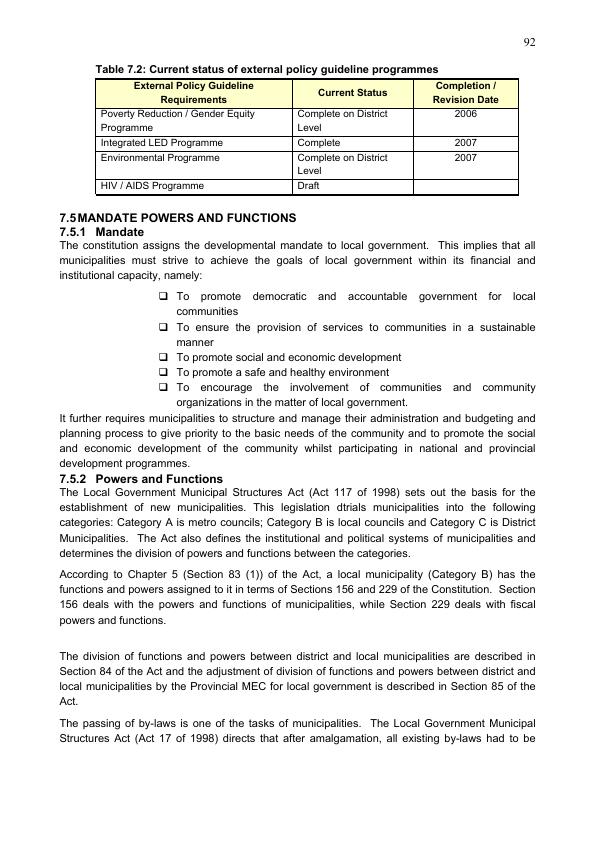 92
Table 7.2: Current status of external policy guideline programmes
External Policy Guideline Requirements | Current Status | Completion / Revision Date
Poverty Reduction / Gender Equity Programme | Complete on District Level | 2006
Integrated LED Programme | Complete | 2007
Environmental Programme | Complete on District Level | 2007
HIV / AIDS Programme | Draft
7.5 MANDATE POWERS AND FUNCTIONS
7.5.1 Mandate
The constitution assigns the developmental mandate to local government. This implies that all
municipalities must strive to achieve the goals of local government within its financial and
institutional capacity, namely:
❑ To promote democratic and accountable government for local
communities
❑ To ensure the provision of services to communities in a sustainable
manner
❑ To promote social and economic development
❑ To promote a safe and healthy environment
❑ To encourage the involvement of communities and community
organizations in the matter of local government.
It further requires municipalities to structure and manage their administration and budgeting and
planning process to give priority to the basic needs of the community and to promote the social
and economic development of the community whilst participating in national and provincial
development programmes.
7.5.2 Powers and Functions
The Local Government Municipal Structures Act (Act 117 of 1998) sets out the basis for the
establishment of new municipalities. This legislation dtrials municipalities into the following
categories: Category A is metro councils; Category B is local councils and Category C is District
Municipalities. The Act also defines the institutional and political systems of municipalities and
determines the division of powers and functions between the categories.
According to Chapter 5 (Section 83 (1)) of the Act, a local municipality (Category B) has the
functions and powers assigned to it in terms of Sections 156 and 229 of the Constitution. Section
156 deals with the powers and functions of municipalities, while Section 229 deals with fiscal
powers and functions.
The division of functions and powers between district and local municipalities are described in
Section 84 of the Act and the adjustment of division of functions and powers between district and
local municipalities by the Provincial MEC for local government is described in Section 85 of the
Act.
The passing of by-laws is one of the tasks of municipalities. The Local Government Municipal
Structures Act (Act 17 of 1998) directs that after amalgamation, all existing by-laws had to be